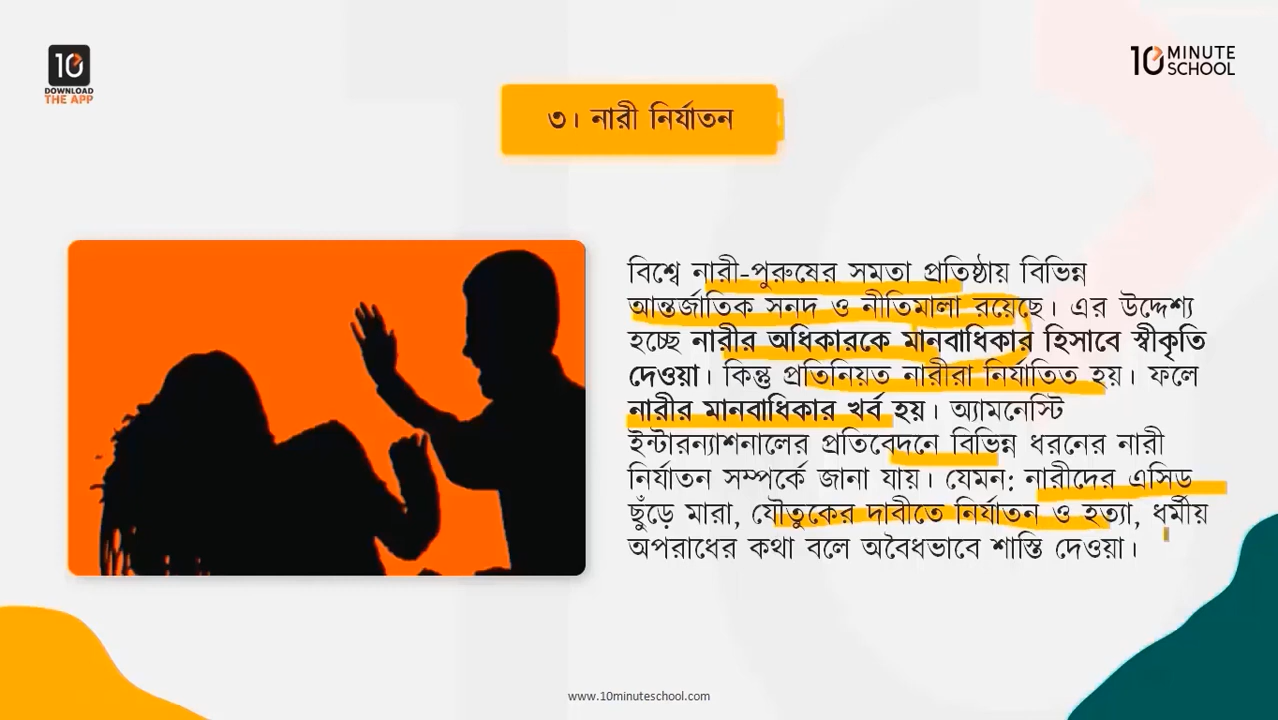 10
DOWNLOAD
THE APP
10 MINUTE
SCHOOL
৩। নারী নির্যাতন
বিশ্বে নারী-পুরুষের সমতা প্রতিষ্ঠায় বিভিন্ন
আন্তর্জাতিক সনদ ও নীতিমালা রয়েছে। এর উদ্দেশ্য
হচ্ছে নারীর অধিকারকে মানবাধিকার হিসাবে স্বীকৃতি
দেওয়া। কিন্তু প্রতিনিয়ত নারীরা নির্যাতিত হয়। ফলে
নারীর মানবাধিকার খর্ব হয়। অ্যামনেস্টি
ইন্টারন্যাশনালের প্রতিবেদনে বিভিন্ন ধরনের নারী
নির্যাতন সম্পর্কে জানা যায়। যেমন: নারীদের এসিড
ছুঁড়ে মারা, যৌতুকের দাবীতে নির্যাতন ও হত্যা, ধর্মীয়
অপরাধের কথা বলে অবৈধভাবে শাস্তি দেওয়া।
www.10minuteschool.com